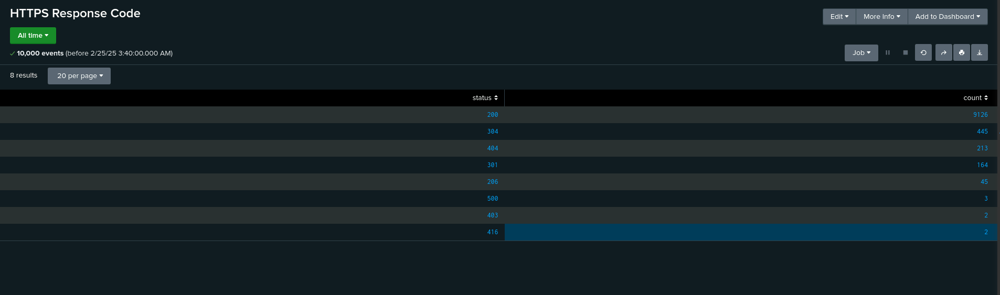 HTTPS Response Code
Edit More Info Add to Dashboard
All time
10,000 events (before 2/25/25 3:40:00.000 AM)
Job
8 results 20 per page
status count
200 9126
304 445
404 213
301 164
206 45
500 3
403 2
416 2